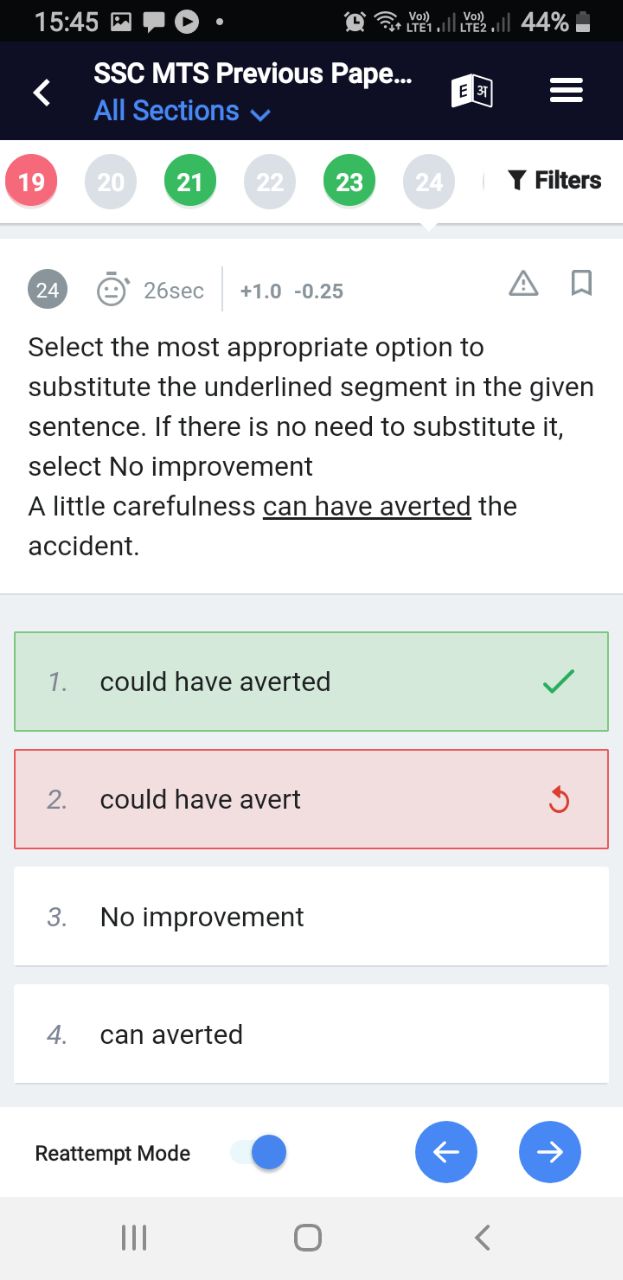 15:45
Vo)) LTE1 Vo)) LTE2 44%
SSC MTS Previous Pape...
All Sections
E अ
19 20 21 22 23 24 Filters
24 26sec +1.0 -0.25
Select the most appropriate option to
substitute the underlined segment in the given
sentence. If there is no need to substitute it,
select No improvement
A little carefulness can have averted the
accident.
1. could have averted
2. could have avert
3. No improvement
4. can averted
Reattempt Mode